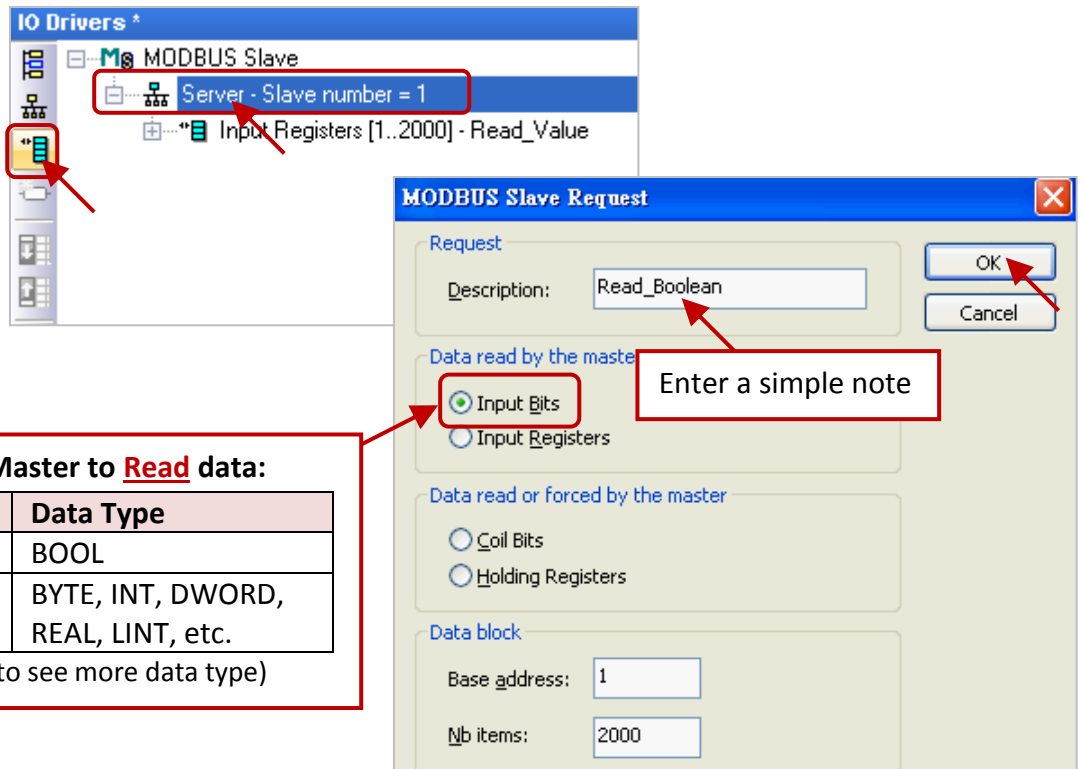 IO Drivers *
MODBUS Slave
Server - Slave number = 1
Input Registers [1..2000] - Read_Value
MODBUS Slave Request
Request
Description: Read_Boolean
OK
Cancel
Data read by the maste
Enter a simple note
Input Bits
Input Registers
Master to Read data:
Data Type
BOOL
BYTE, INT, DWORD,
REAL, LINT, etc.
to see more data type)
Data read or forced by the master
Coil Bits
Holding Registers
Data block
Base address: 1
Nb items: 2000